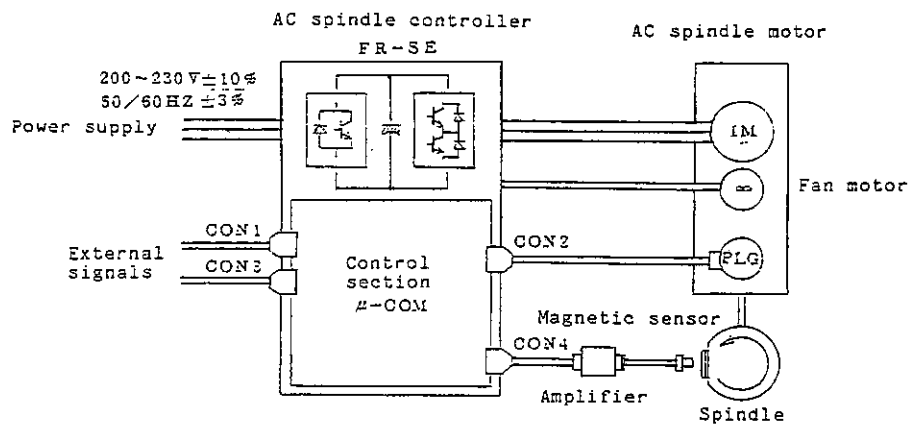 AC spindle controller
FR-SE
AC spindle motor
200~230V±10%
50/60HZ ±3%
Power supply
IM
Fan motor
CON1
External
signals
CON3
Control
section
μ-COM
CON2
PLG
Magnetic sensor
CON4
Amplifier
Spindle